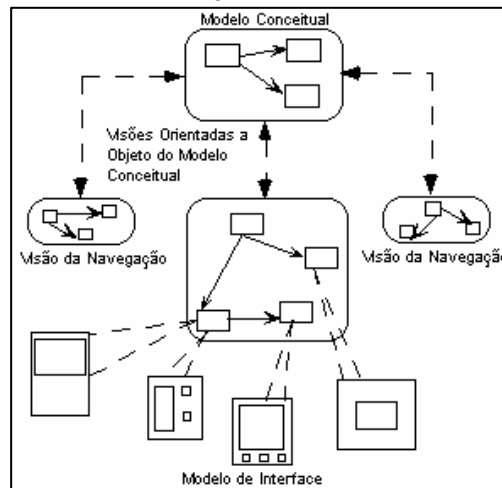 Modelo Conceitual
Visões Orientadas a
Objeto do Modelo
Conceitual
Visão da Navegação
Visão da Navegação
Modelo de Interface